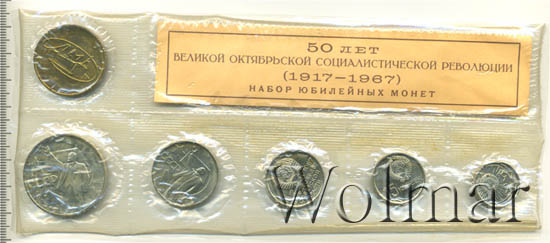 50 ЛЕТ
ВЕЛИКОЙ ОКТЯБРЬСКОЙ СОЦИАЛИСТИЧЕСКОЙ РЕВОЛЮЦИИ
(1917—1967)
НАБОР ЮБИЛЕЙНЫХ МОНЕТ
Wolmar